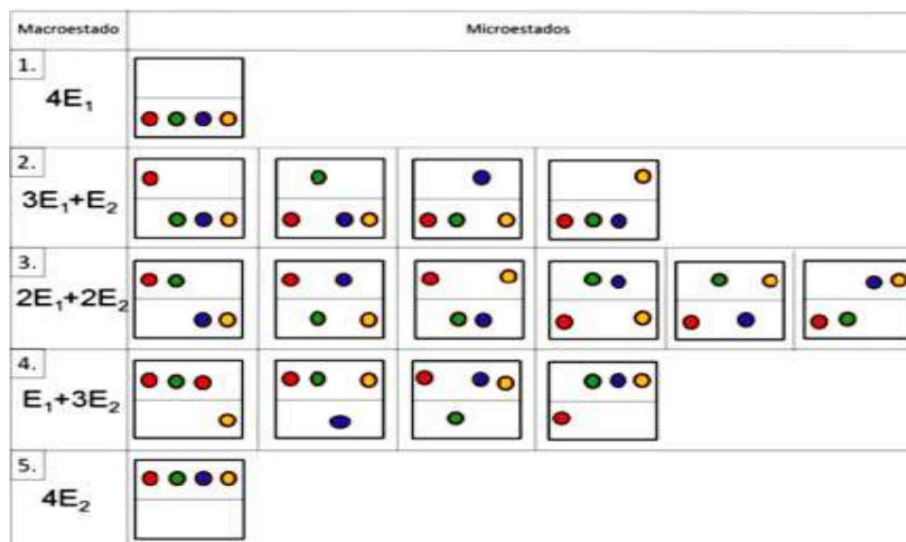 Macroestado Microestados
1.
4E₁
2.
3E₁+E₂
3.
2E₁+2E₂
4.
E₁+3E₂
5.
4E₂